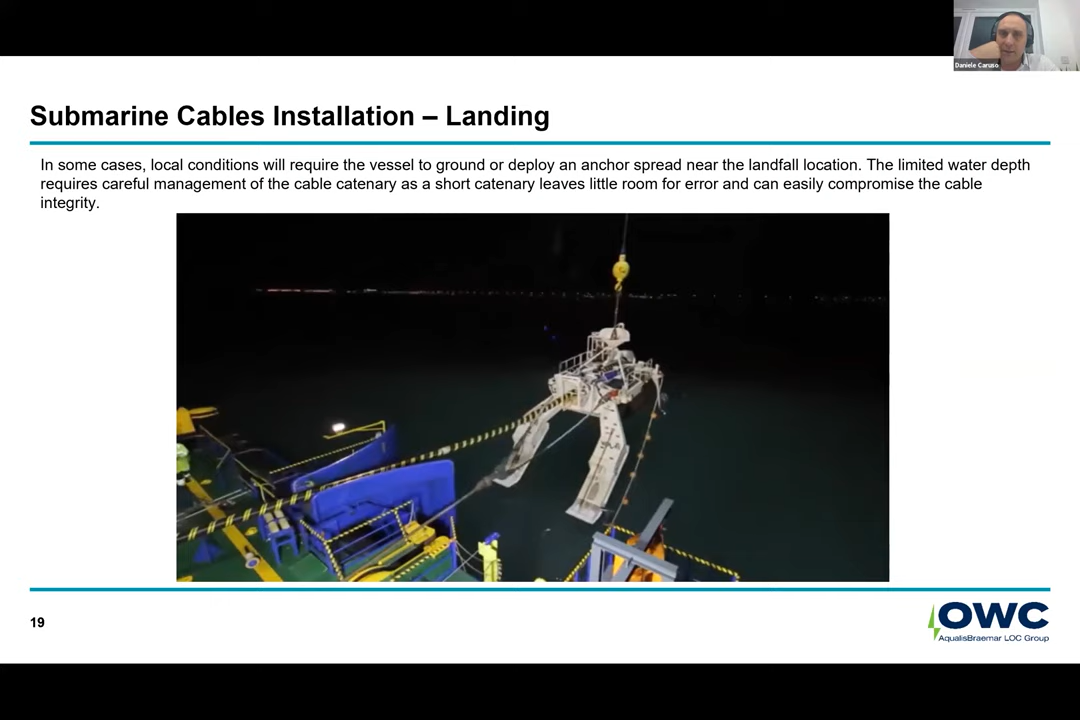 Daniele Caruso
Submarine Cables Installation – Landing
In some cases, local conditions will require the vessel to ground or deploy an anchor spread near the landfall location. The limited water depth
requires careful management of the cable catenary as a short catenary leaves little room for error and can easily compromise the cable
integrity.
19
OWC
AqualisBraemar LOC Group